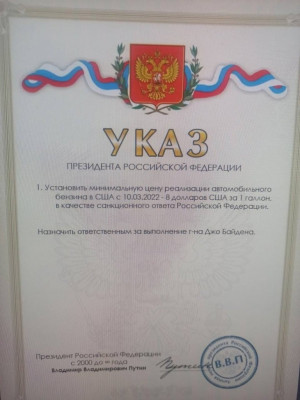 УКАЗ
ПРЕЗИДЕНТА РОССИЙСКОЙ ФЕДЕРАЦИИ
1. Установить минимальную цену реализации автомобильного
бензина в США с 10.03.2022 - 8 долларов США за 1 галлон,
в качестве санкционного ответа Российской Федерации.
Назначить ответственным за выполнение г-на Джо Байдена.
Президент Российской Федерации
с 2000 до ∞ года
Владимир Владимирович Путин
Путин
В.В.П